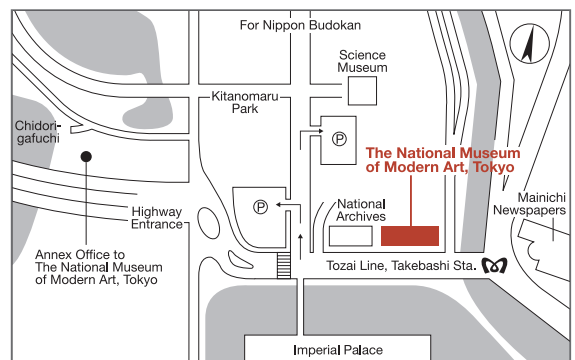 For Nippon Budokan
Science
Museum
Kitanomaru
Park
Chidori-
gafuchi
P
The National Museum
of Modern Art, Tokyo
P
National
Archives
Mainichi
Newspapers
Highway
Entrance
Annex Office to
The National Museum
of Modern Art, Tokyo
Tozai Line, Takebashi Sta.
Imperial Palace